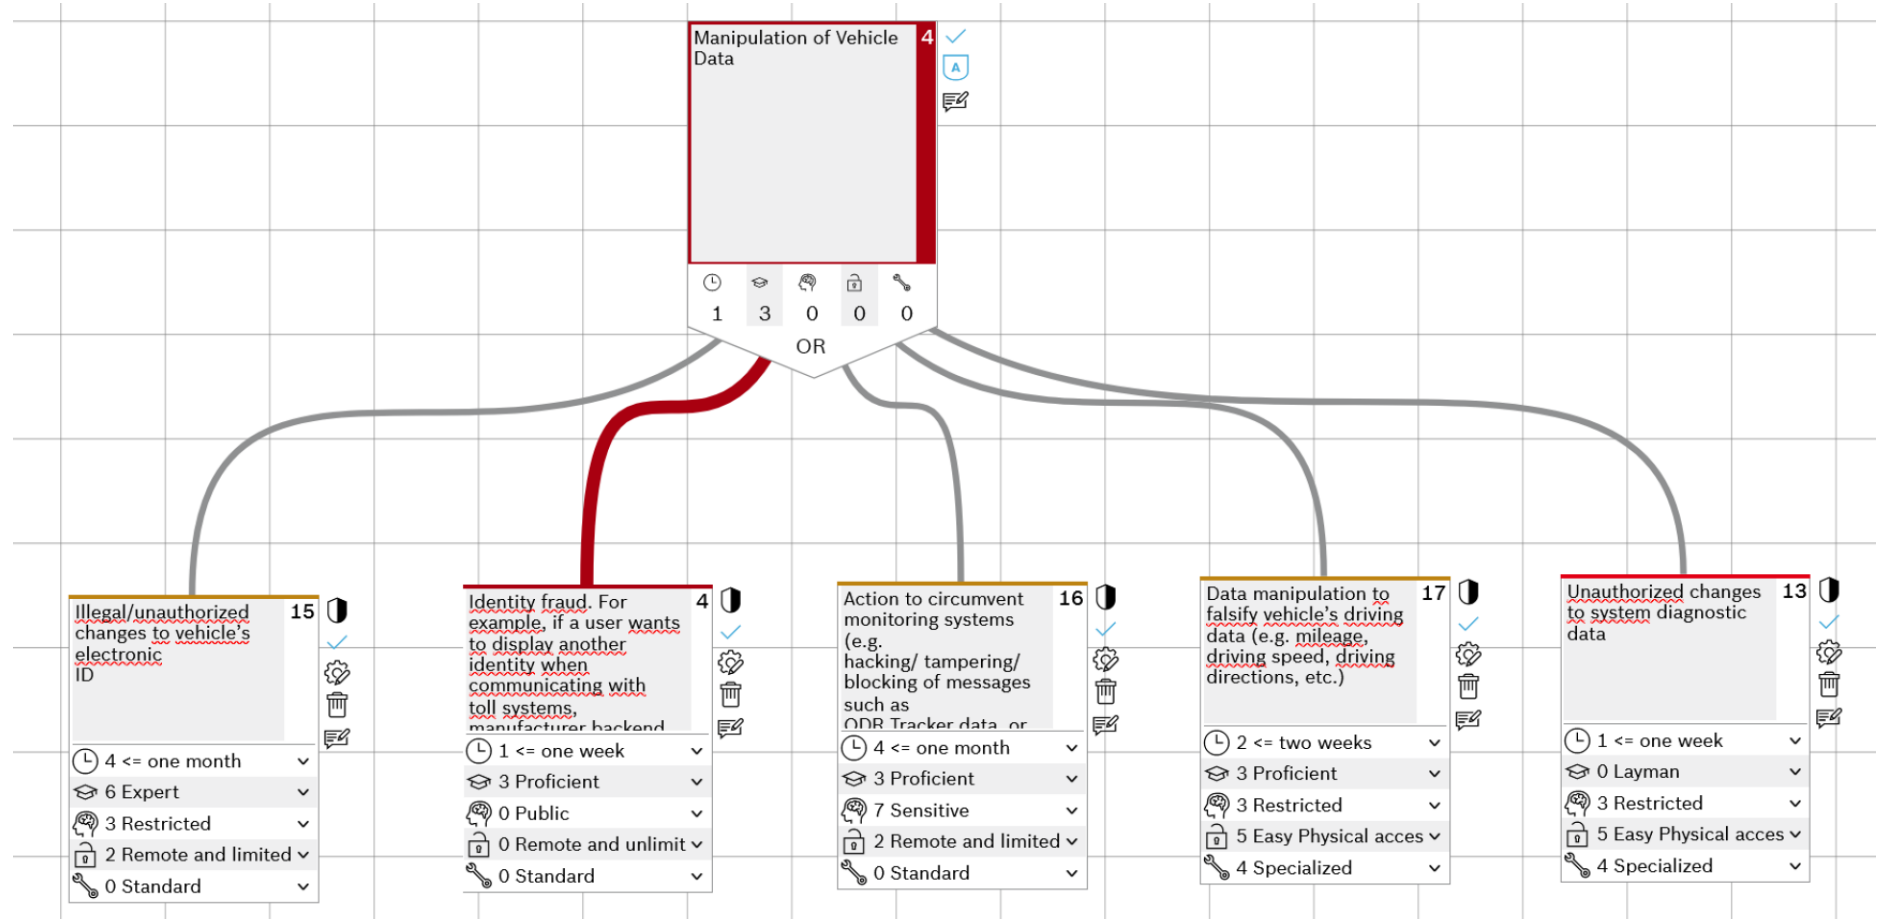 Manipulation of Vehicle
Data
4
A
1 3 0 0 0
OR
Illegal/unauthorized
changes to vehicle's
electronic
ID
15
4 <= one month
6 Expert
3 Restricted
2 Remote and limited
0 Standard
Identity fraud. For
example, if a user wants
to display another
identity when
communicating with
toll systems,
manufacturer backend
4
1 <= one week
3 Proficient
0 Public
0 Remote and unlimit
0 Standard
Action to circumvent
monitoring systems
(e.g.
hacking/ tampering/
blocking of messages
such as
ODR Tracker data, or
16
4 <= one month
3 Proficient
7 Sensitive
2 Remote and limited
0 Standard
Data manipulation to
falsify vehicle's driving
data (e.g. mileage,
driving speed, driving
directions, etc.)
17
2 <= two weeks
3 Proficient
3 Restricted
5 Easy Physical acces
4 Specialized
Unauthorized changes
to system diagnostic
data
13
1 <= one week
0 Layman
3 Restricted
5 Easy Physical acces
4 Specialized